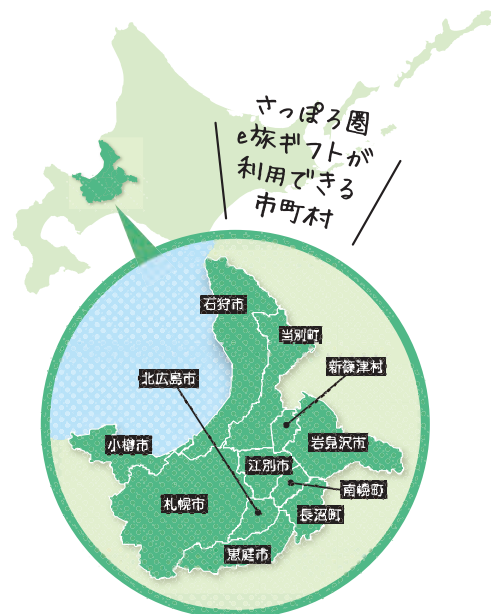 さっぽろ圏
e旅ギフトが
利用できる
市町村
石狩市
当別町
新篠津村
北広島市
岩見沢市
小樽市
江別市
南幌町
札幌市
長沼町
恵庭市